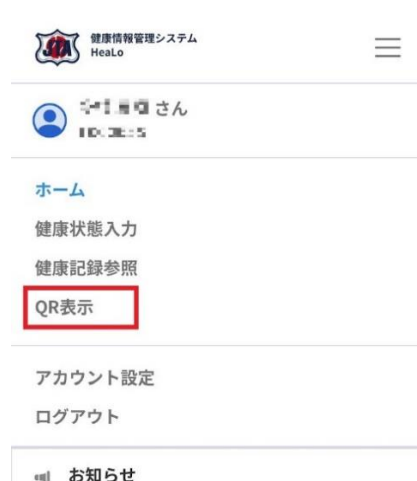 健康情報管理システム
HeaLo
さん
ホーム
健康状態入力
健康記録参照
QR表示
アカウント設定
ログアウト
お知らせ